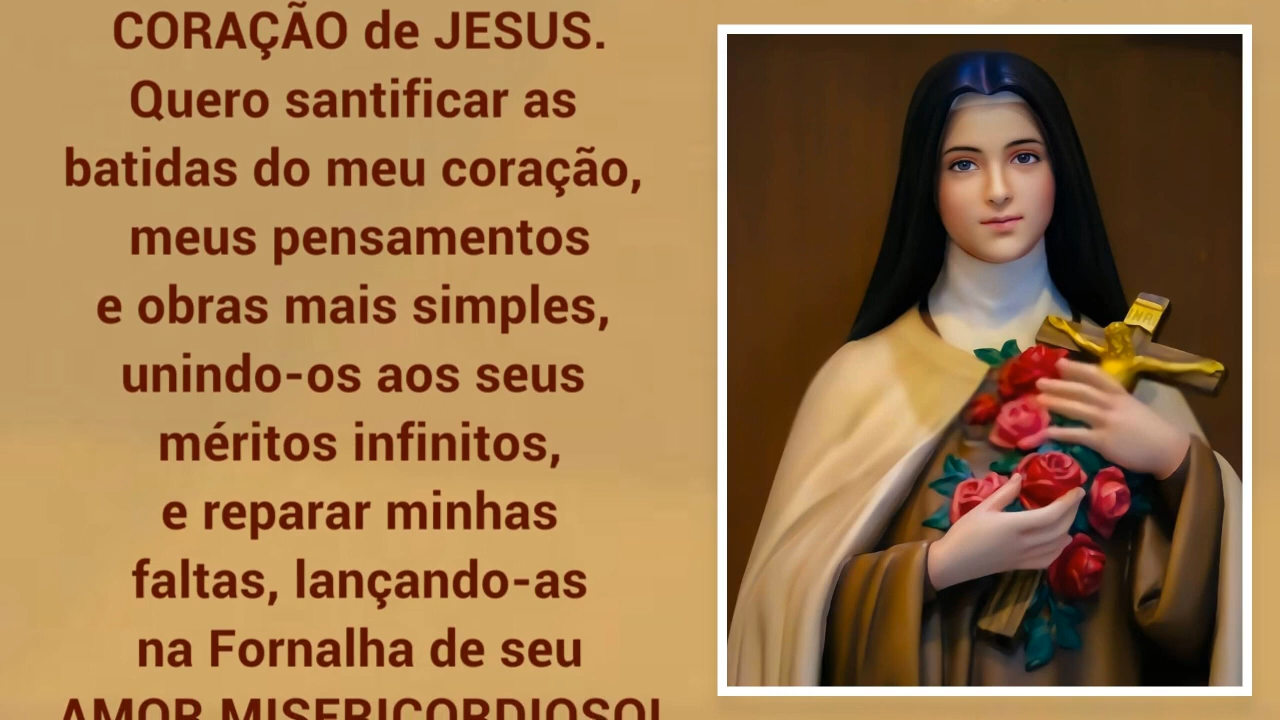 CORAÇÃO de JESUS.
Quero santificar as
batidas do meu coração,
meus pensamentos
e obras mais simples,
unindo-os aos seus
méritos infinitos,
e reparar minhas
faltas, lançando-as
na Fornalha de seu
AMOR MISERICORDIOSO!
INRI